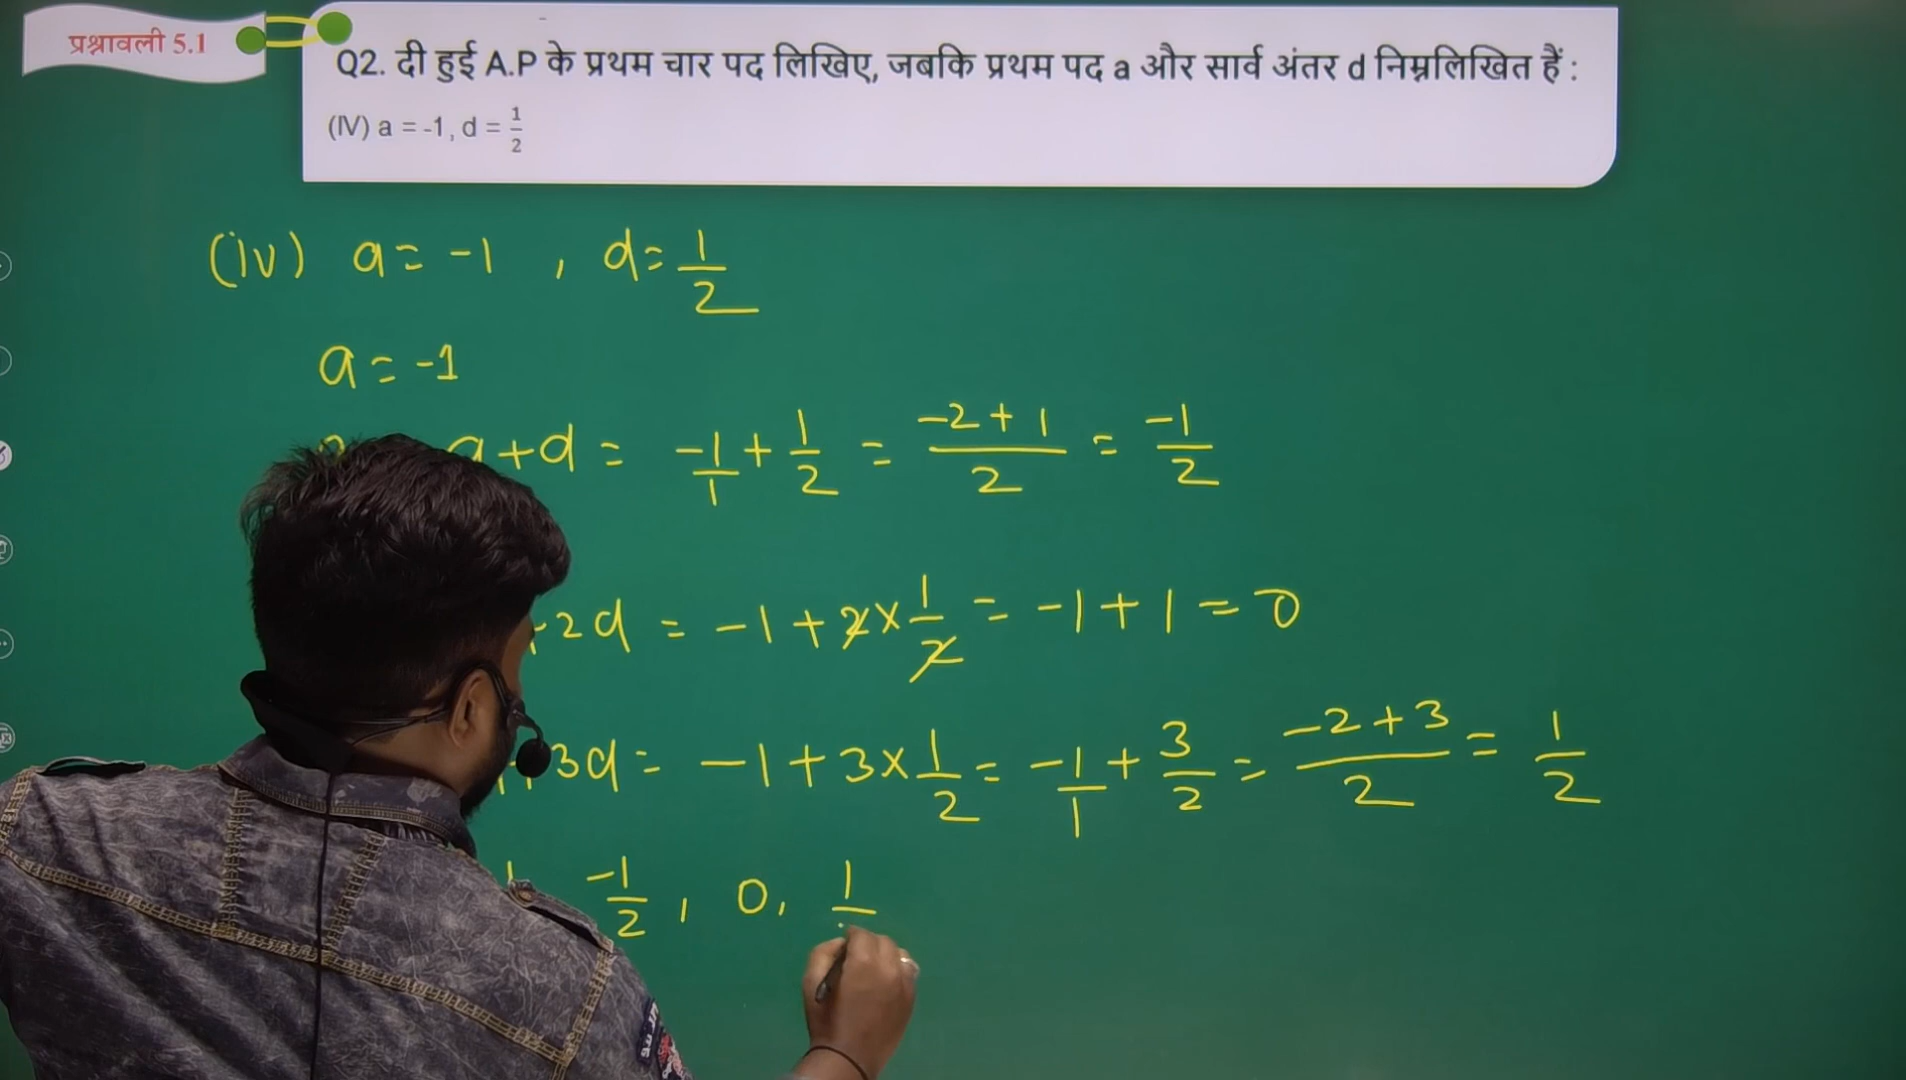 प्रश्नावली 5.1
Q2. दी हुई A.P के प्रथम चार पद लिखिए, जबकि प्रथम पद a और सार्व अंतर d निम्नलिखित हैं :
(IV) a = -1, d = 1/2
(iv) a = -1 , d = 1/2
a = -1
a+d = -1/1 + 1/2 = -2+1/2 = -1/2
2d = -1 + 2 × 1/2 = -1 + 1 = 0
+3d = -1 + 3 × 1/2 = -1/1 + 3/2 = -2+3/2 = 1/2
-1/2 , 0, 1